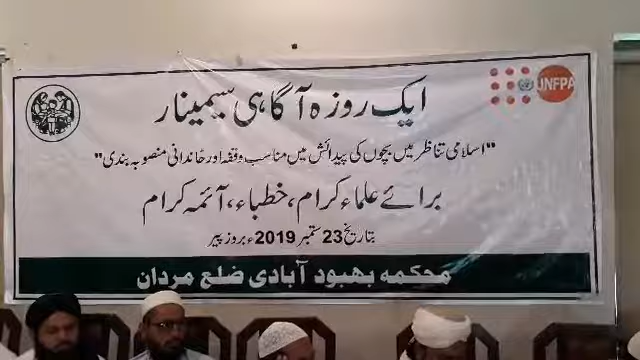 ایک روزہ آگاہی سیمینار
UNFPA
"اسلامی تناظر میں بچوں کی پیدائش میں مناسب وقفہ اور خاندانی منصوبہ بندی"
برائے علماء کرام، خطباء، آئمہ کرام
بتاریخ 23 ستمبر 2019ء بروز پیر
محکمہ بہبود آبادی ضلع مردان